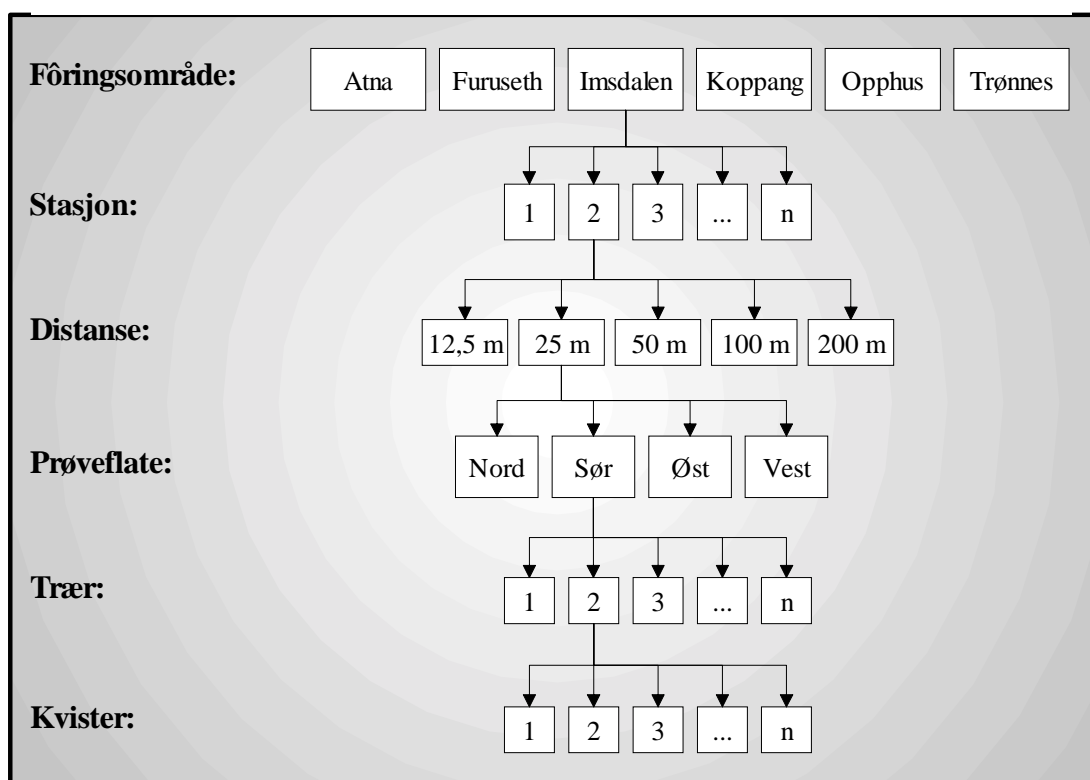 Fôringsområde: Atna Furuseth Imsdalen Koppang Opphus Trønnes
Stasjon: 1 2 3 ... n
Distanse: 12,5 m 25 m 50 m 100 m 200 m
Prøveflate: Nord Sør Øst Vest
Trær: 1 2 3 ... n
Kvister: 1 2 3 ... n